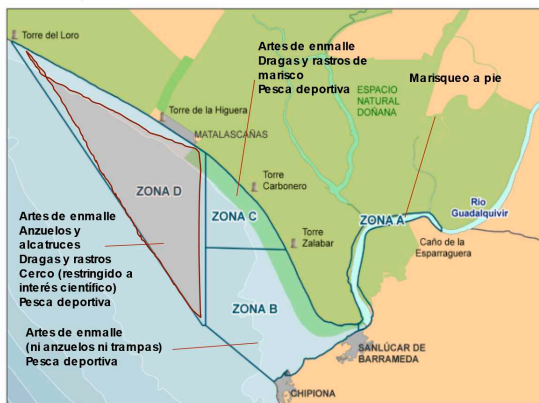 Torre del Loro
Artes de enmalle
Dragas y rastros de
marisco
Pesca deportiva
Marisqueo a pie
ESPACIO
NATURAL
DOÑANA
Torre de la Higuera
MATALASCAÑAS
Torre
Carbonero
ZONA D
ZONA C
ZONA A
Río
Guadalquivir
Torre
Zalabar
Caño de la
Esparraguera
Artes de enmalle
Anzuelos y
alcatruces
Dragas y rastros
Cerco (restringido a
interés científico)
Pesca deportiva
ZONA B
Artes de enmalle
(ni anzuelos ni trampas)
Pesca deportiva
SANLÚCAR DE
BARRAMEDA
CHIPIONA